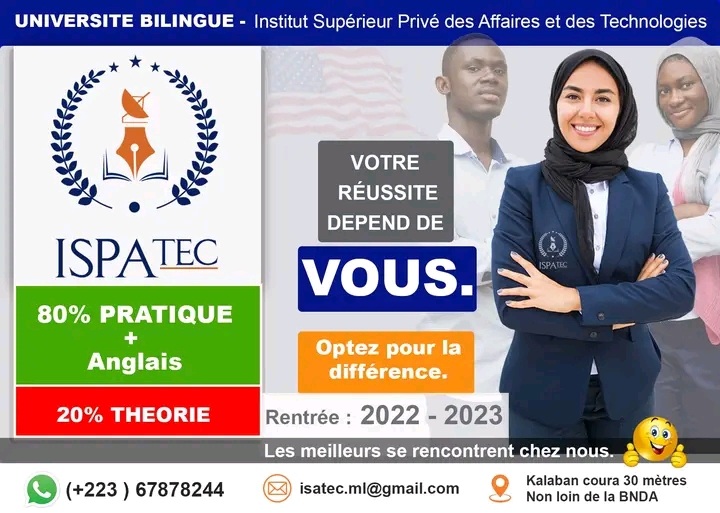 UNIVERSITE BILINGUE - Institut Supérieur Privé des Affaires et des Technologies
ISPATEC
80% PRATIQUE
+
Anglais
20% THEORIE
VOTRE
RÉUSSITE
DEPEND DE
VOUS.
Optez pour la
différence.
ISPATEC
Rentrée : 2022 - 2023
Les meilleurs se rencontrent chez nous.
(+223 ) 67878244
isatec.ml@gmail.com
Kalaban coura 30 mètres
Non loin de la BNDA